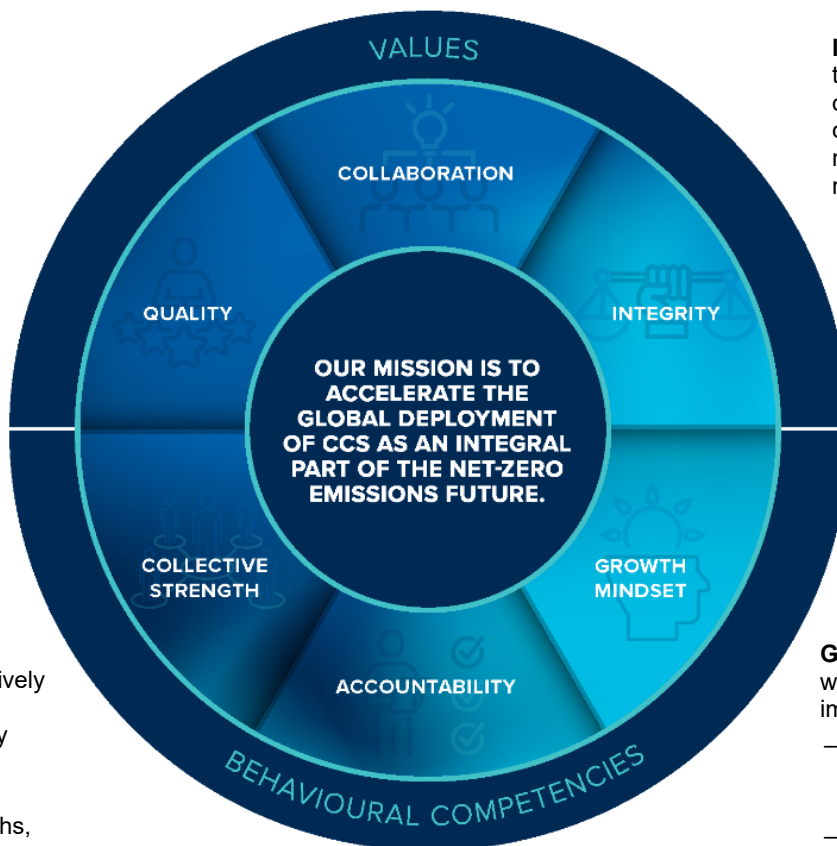 VALUES
COLLABORATION
QUALITY
INTEGRITY
OUR MISSION IS TO
ACCELERATE THE
GLOBAL DEPLOYMENT
OF CCS AS AN INTEGRAL
PART OF THE NET-ZERO
EMISSIONS FUTURE.
COLLECTIVE
STRENGTH
GROWTH
MINDSET
ACCOUNTABILITY
BEHAVIOURAL COMPETENCIES